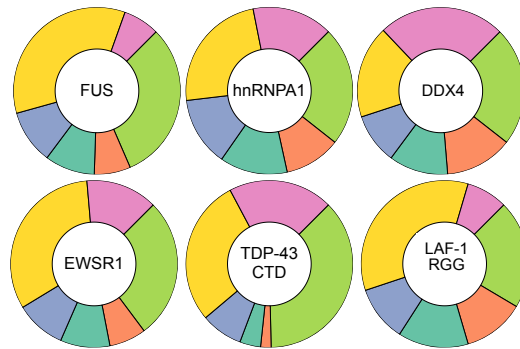 FUS
hnRNPA1
DDX4
EWSR1
TDP-43
CTD
LAF-1
RGG